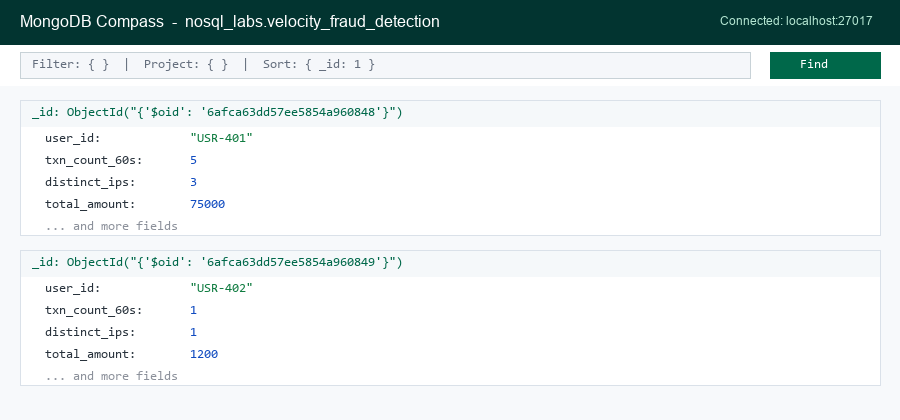 MongoDB Compass - nosql_labs.velocity_fraud_detection
Connected: localhost:27017
Filter: { } | Project: { } | Sort: { _id: 1 }
Find
_id: ObjectId("{'$oid': '6afca63dd57ee5854a960848'}")
user_id: "USR-401"
txn_count_60s: 5
distinct_ips: 3
total_amount: 75000
... and more fields
_id: ObjectId("{'$oid': '6afca63dd57ee5854a960849'}")
user_id: "USR-402"
txn_count_60s: 1
distinct_ips: 1
total_amount: 1200
... and more fields